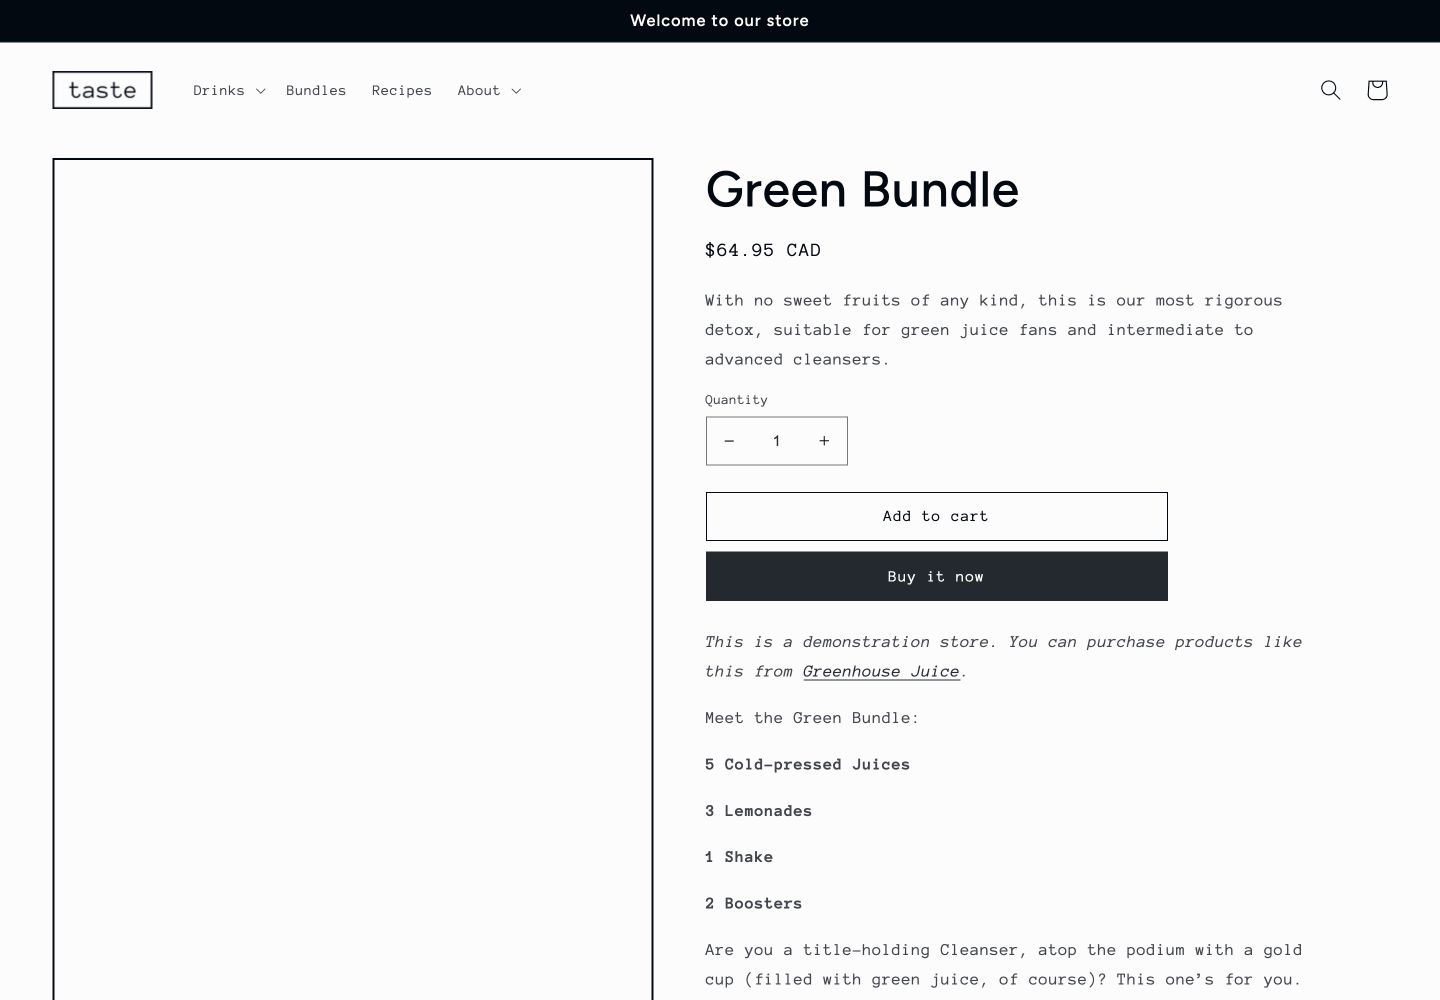 Welcome to our store
taste
Drinks
Bundles
Recipes
About
Green Bundle
$64.95 CAD
With no sweet fruits of any kind, this is our most rigorous
detox, suitable for green juice fans and intermediate to
advanced cleansers.
Quantity
− 1 +
Add to cart
Buy it now
This is a demonstration store. You can purchase products like
this from Greenhouse Juice.
Meet the Green Bundle:
5 Cold-pressed Juices
3 Lemonades
1 Shake
2 Boosters
Are you a title-holding Cleanser, atop the podium with a gold
cup (filled with green juice, of course)? This one’s for you.